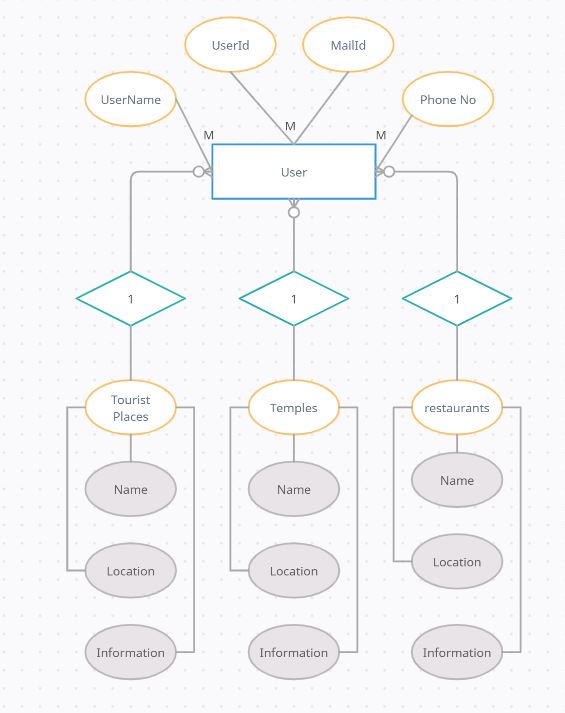 UserId
MailId
UserName
Phone No
M
M
M
User
1
1
1
Tourist
Places
Temples
restaurants
Name
Name
Name
Location
Location
Location
Information
Information
Information